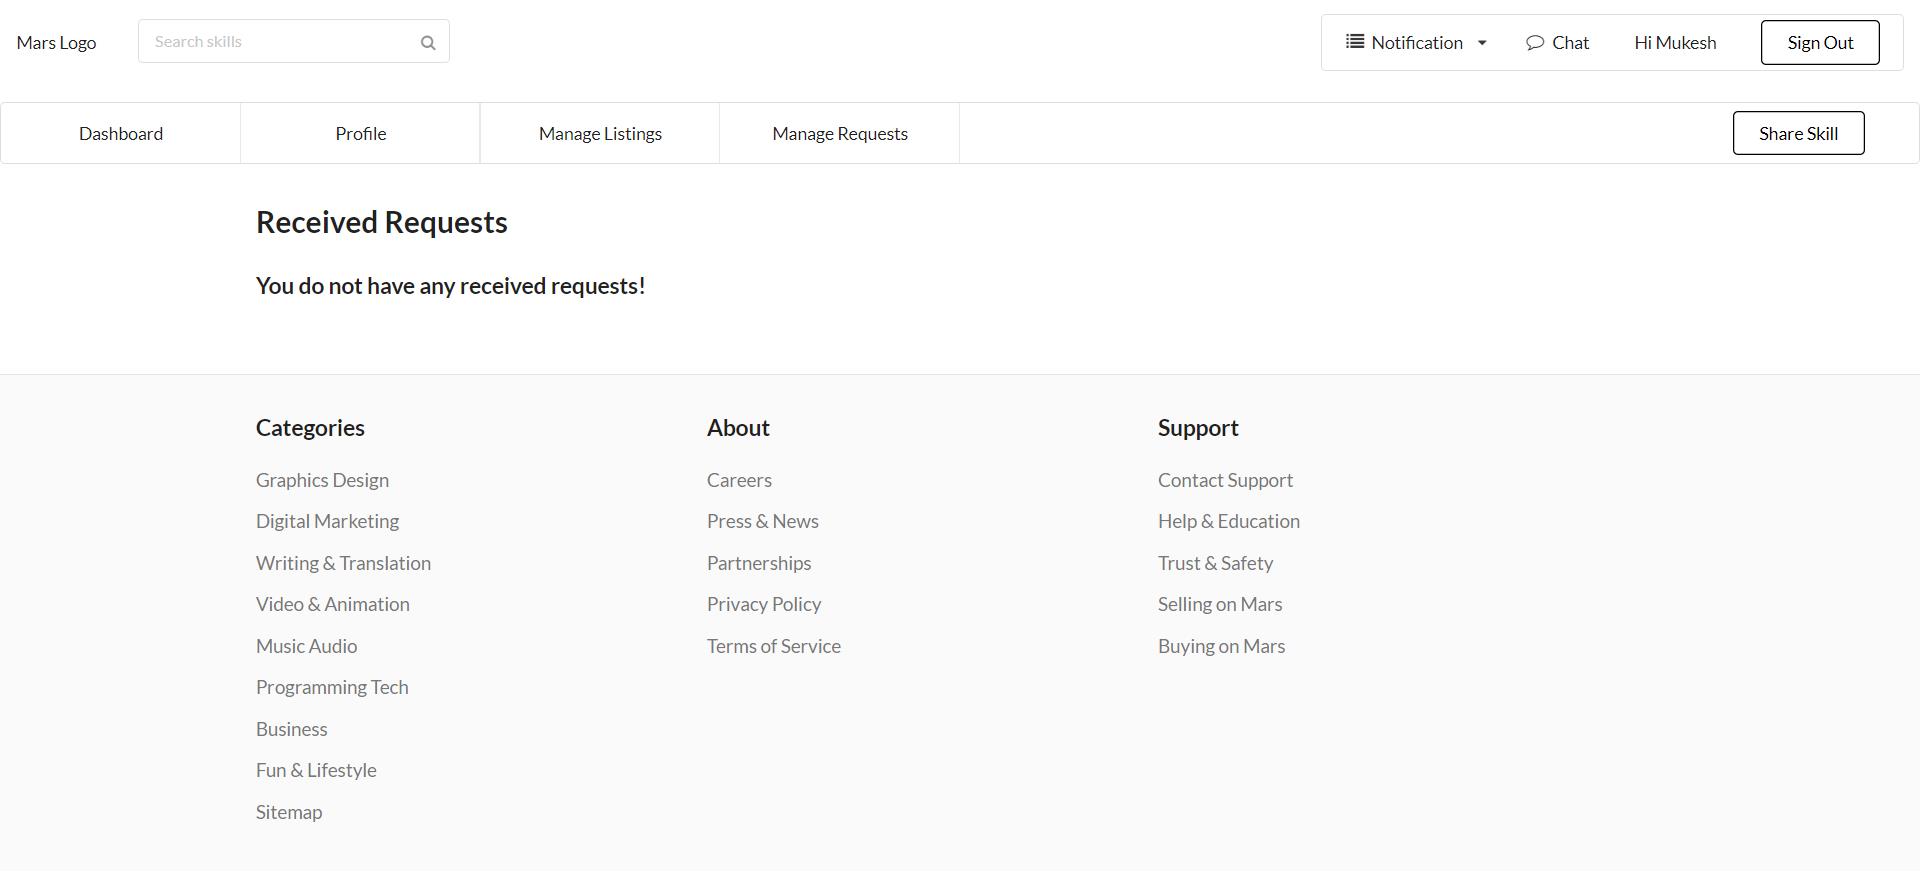 Mars Logo
Search skills
Notification
Chat
Hi Mukesh
Sign Out
Dashboard
Profile
Manage Listings
Manage Requests
Share Skill
Received Requests
You do not have any received requests!
Categories
Graphics Design
Digital Marketing
Writing & Translation
Video & Animation
Music Audio
Programming Tech
Business
Fun & Lifestyle
Sitemap
About
Careers
Press & News
Partnerships
Privacy Policy
Terms of Service
Support
Contact Support
Help & Education
Trust & Safety
Selling on Mars
Buying on Mars